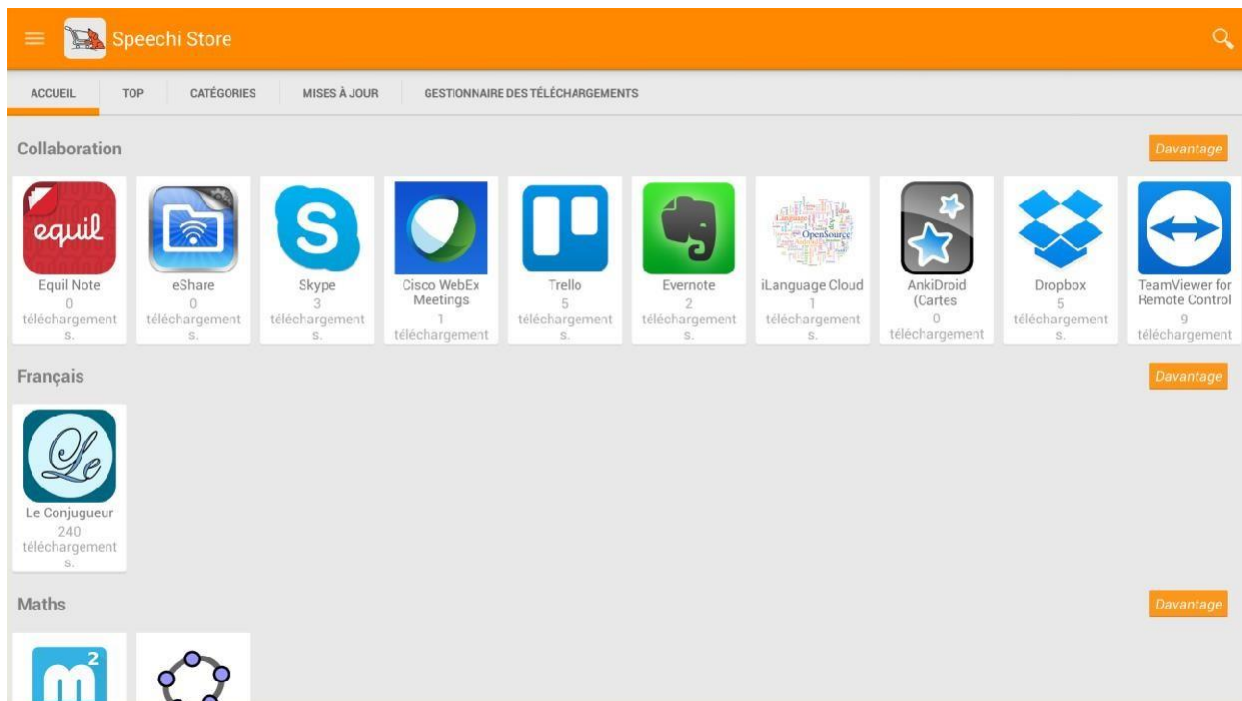 Speechi Store
ACCUEIL TOP CATÉGORIES MISES À JOUR GESTIONNAIRE DES TÉLÉCHARGEMENTS
Collaboration Davantage
equil
S
OpenSource
Equil Note
0
téléchargement
s.
eShare
0
téléchargement
s.
Skype
3
téléchargement
s.
Cisco WebEx
Meetings
1
téléchargement
Trello
5
téléchargement
s.
Evernote
2
téléchargement
s.
iLanguage Cloud
1
téléchargement
s.
AnkiDroid
(Cartes
0
téléchargement
Dropbox
5
téléchargement
s.
TeamViewer for
Remote Control
9
téléchargement
Français Davantage
Le
Le Conjugueur
240
téléchargement
s.
Maths Davantage
m2